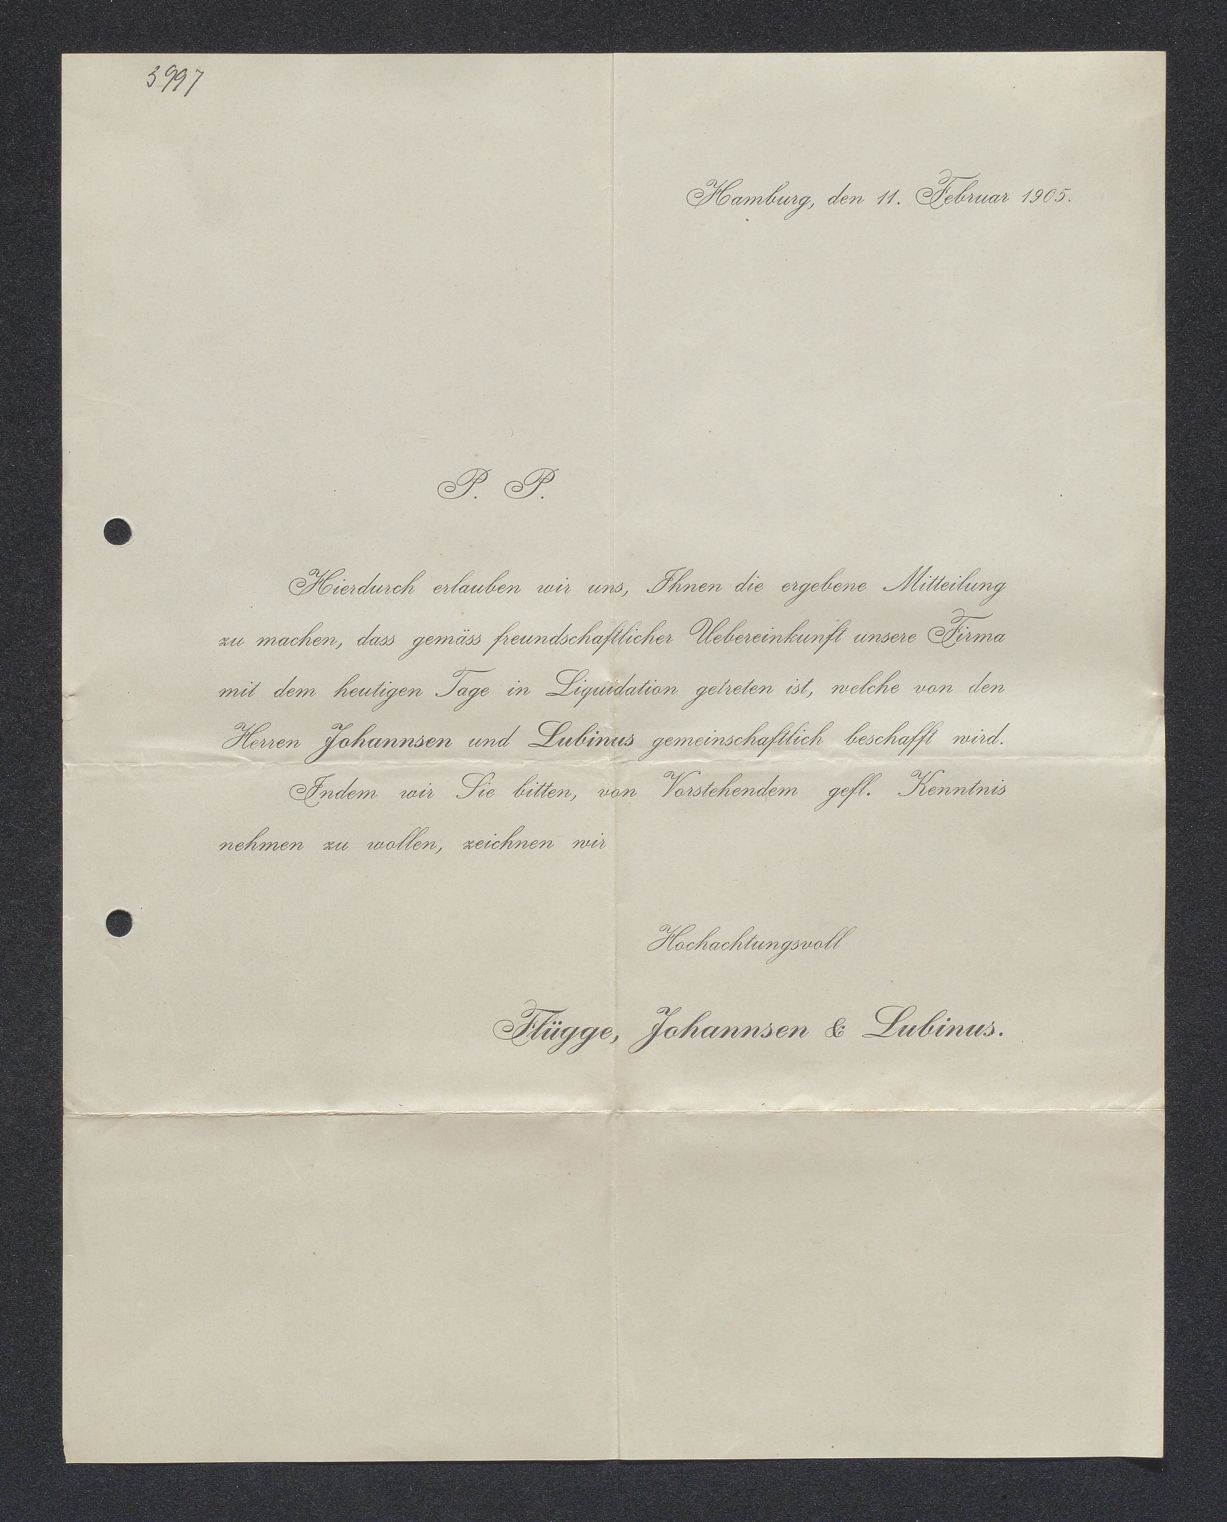 3997
Hamburg, den 11. Februar 1905.
P. P.
Hierdurch erlauben wir uns, Ihnen die ergebene Mitteilung
zu machen, dass gemäss freundschaftlicher Uebereinkunft unsere Firma
mit dem heutigen Tage in Liquidation getreten ist, welche von den
Herren Johannsen und Lubinus gemeinschaftlich beschafft wird.
Indem wir Sie bitten, von Vorstehendem gefl. Kenntnis
nehmen zu wollen, zeichnen wir
Hochachtungsvoll
Flügge, Johannsen & Lubinus.